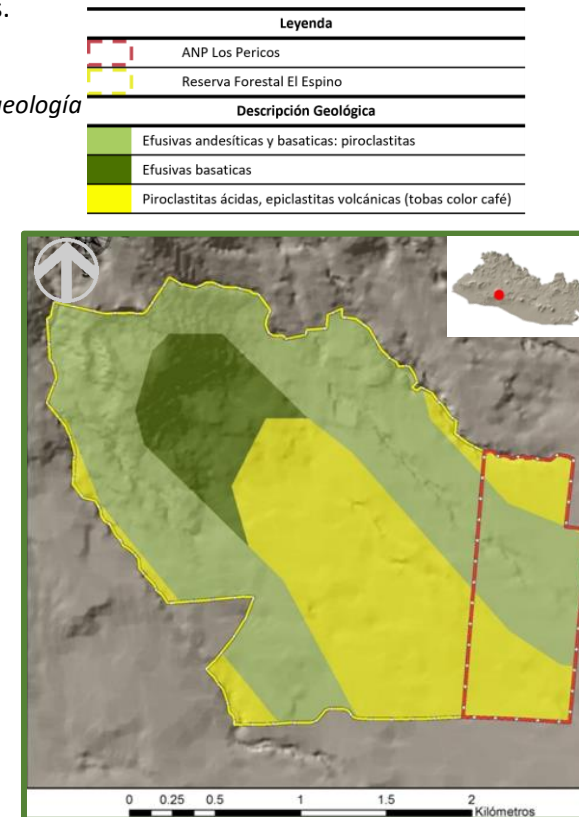 s.
Leyenda
ANP Los Pericos
Reserva Forestal El Espino
eología
Descripción Geológica
Efusivas andesíticas y basaticas: piroclastitas
Efusivas basaticas
Piroclastitas ácidas, epiclastitas volcánicas (tobas color café)
0 0.25 0.5 1 1.5 2
Kilómetros